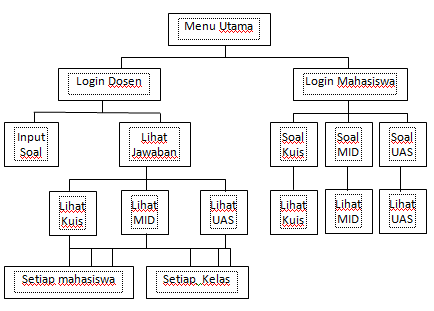 Menu Utama
Login Dosen
Login Mahasiswa
Input
Soal
Lihat
Jawaban
Soal
Kuis
Soal
MID
Soal
UAS
Lihat
Kuis
Lihat
MID
Lihat
UAS
Lihat
Kuis
Lihat
MID
Lihat
UAS
Setiap mahasiswa
Setiap Kelas